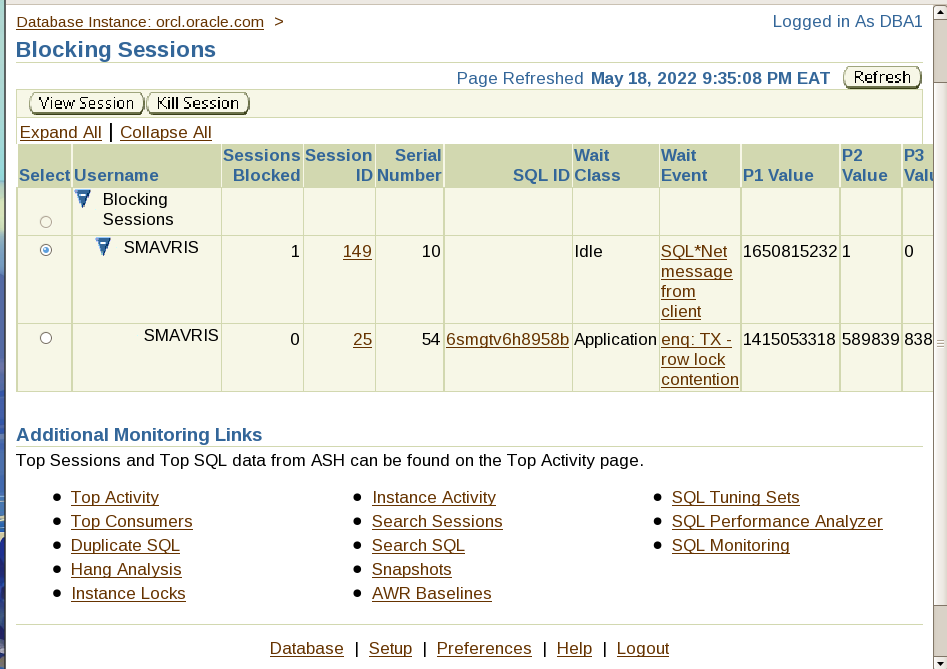 Database Instance: orcl.oracle.com >
Logged in As DBA1
Blocking Sessions
Page Refreshed May 18, 2022 9:35:08 PM EAT Refresh
View Session Kill Session
Expand All | Collapse All
Select Username Sessions Blocked Session ID Serial Number SQL ID Wait Class Wait Event P1 Value P2 Value P3
Blocking Sessions
SMAVRIS 1 149 10 Idle SQL*Net message from client 1650815232 1 0
SMAVRIS 0 25 54 6smgtv6h8958b Application enq: TX - row lock contention 1415053318 589839 838
Additional Monitoring Links
Top Sessions and Top SQL data from ASH can be found on the Top Activity page.
Top Activity Instance Activity SQL Tuning Sets
Top Consumers Search Sessions SQL Performance Analyzer
Duplicate SQL Search SQL SQL Monitoring
Hang Analysis Snapshots
Instance Locks AWR Baselines
Database | Setup | Preferences | Help | Logout